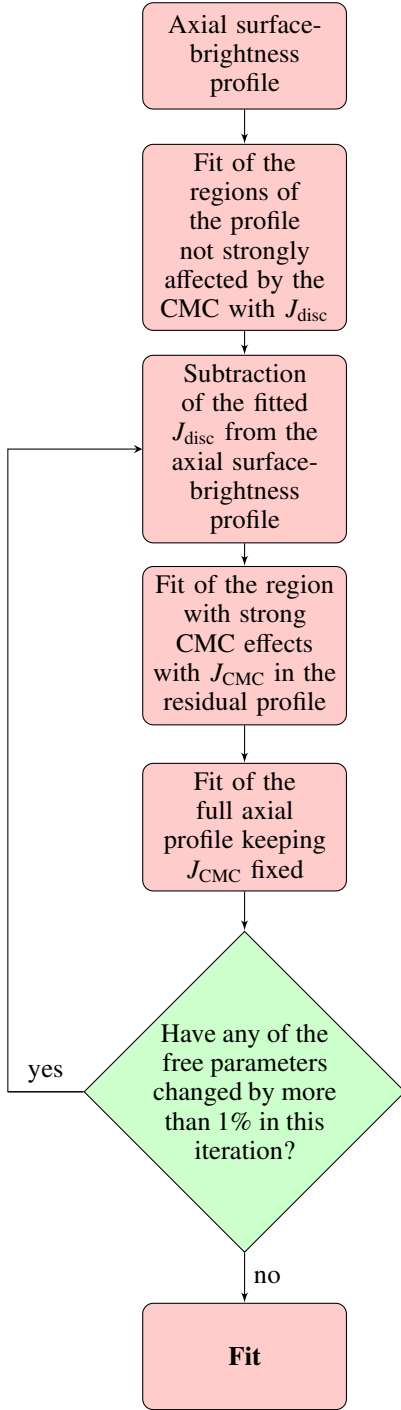 Axial surface-
brightness
profile
Fit of the
regions of
the profile
not strongly
affected by the
CMC with J_disc
Subtraction
of the fitted
J_disc from the
axial surface-
brightness
profile
Fit of the region
with strong
CMC effects
with J_CMC in the
residual profile
Fit of the
full axial
profile keeping
J_CMC fixed
Have any of the
free parameters
changed by more
than 1% in this
iteration?
yes
no
Fit